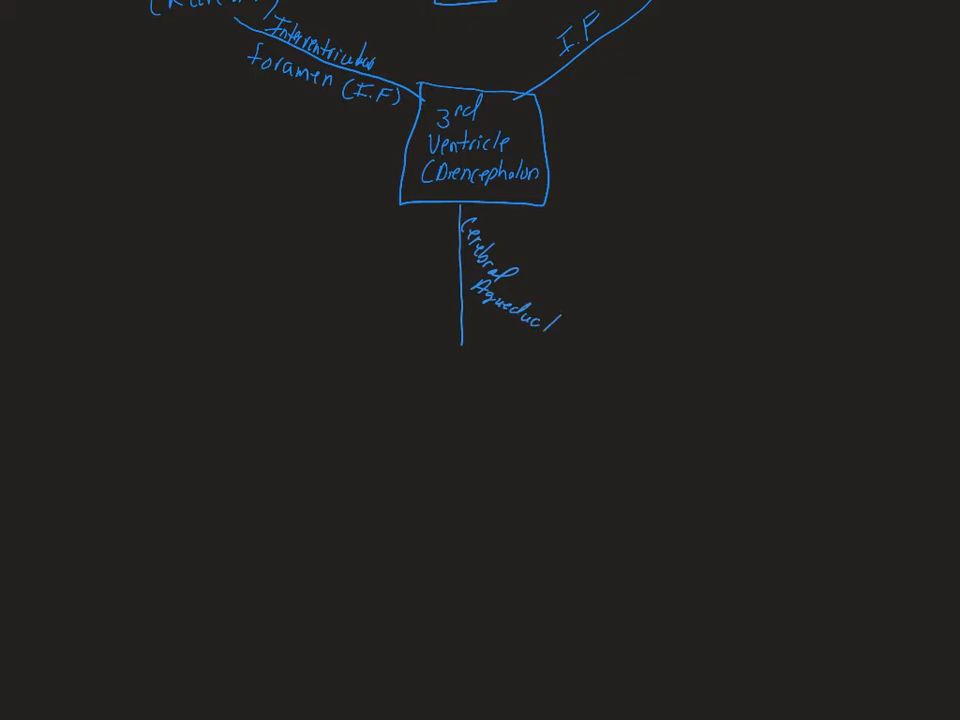 I.F
Interventricular
foramen (I.F)
3rd
Ventricle
(Diencephalon
Cerebral
Aqueduct